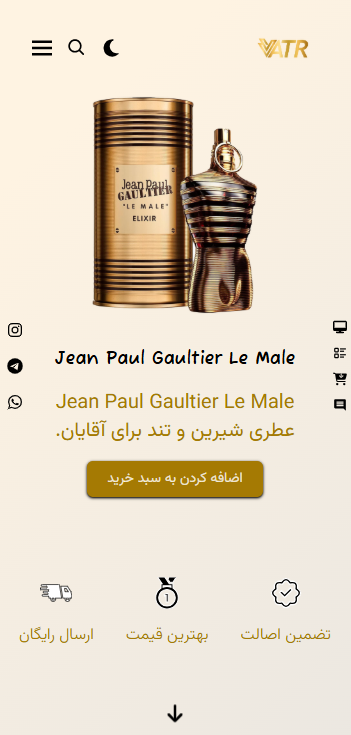 ATR
Jean Paul
GAULTIER
"LE MALE"
ELIXIR
Jean Paul Gaultier Le Male
Jean Paul Gaultier Le Male
عطری شیرین و تند برای آقایان.
اضافه کردن به سبد خرید
تضمین اصالت
1
بهترین قیمت
ارسال رایگان